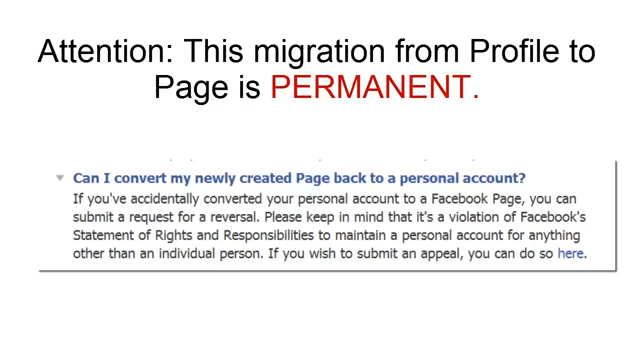 Attention: This migration from Profile to
Page is PERMANENT.
Can I convert my newly created Page back to a personal account?
If you've accidentally converted your personal account to a Facebook Page, you can
submit a request for a reversal. Please keep in mind that it's a violation of Facebook's
Statement of Rights and Responsibilities to maintain a personal account for anything
other than an individual person. If you wish to submit an appeal, you can do so here.